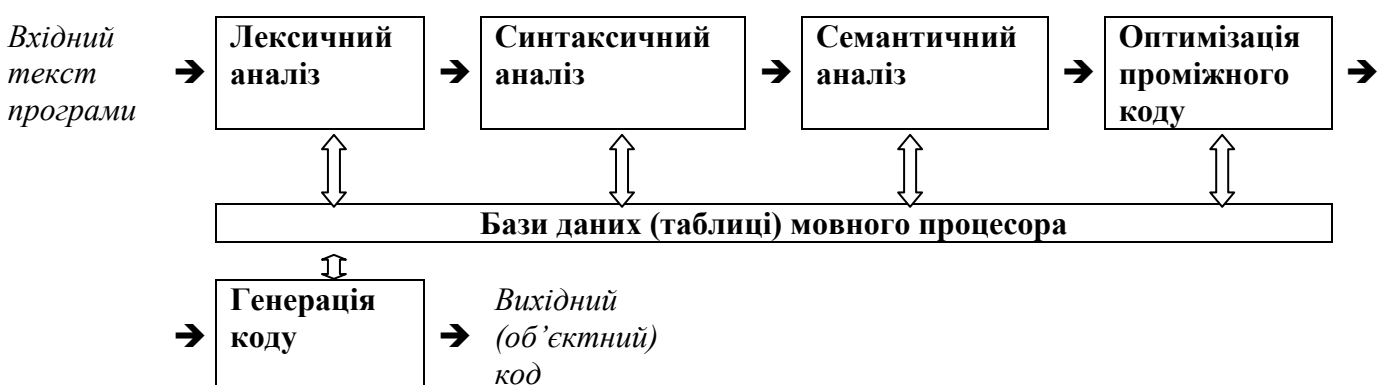 Вхідний
текст
програми
Лексичний
аналіз
Синтаксичний
аналіз
Семантичний
аналіз
Оптимізація
проміжного
коду
Бази даних (таблиці) мовного процесора
Генерація
коду
Вихідний
(об’єктний)
код